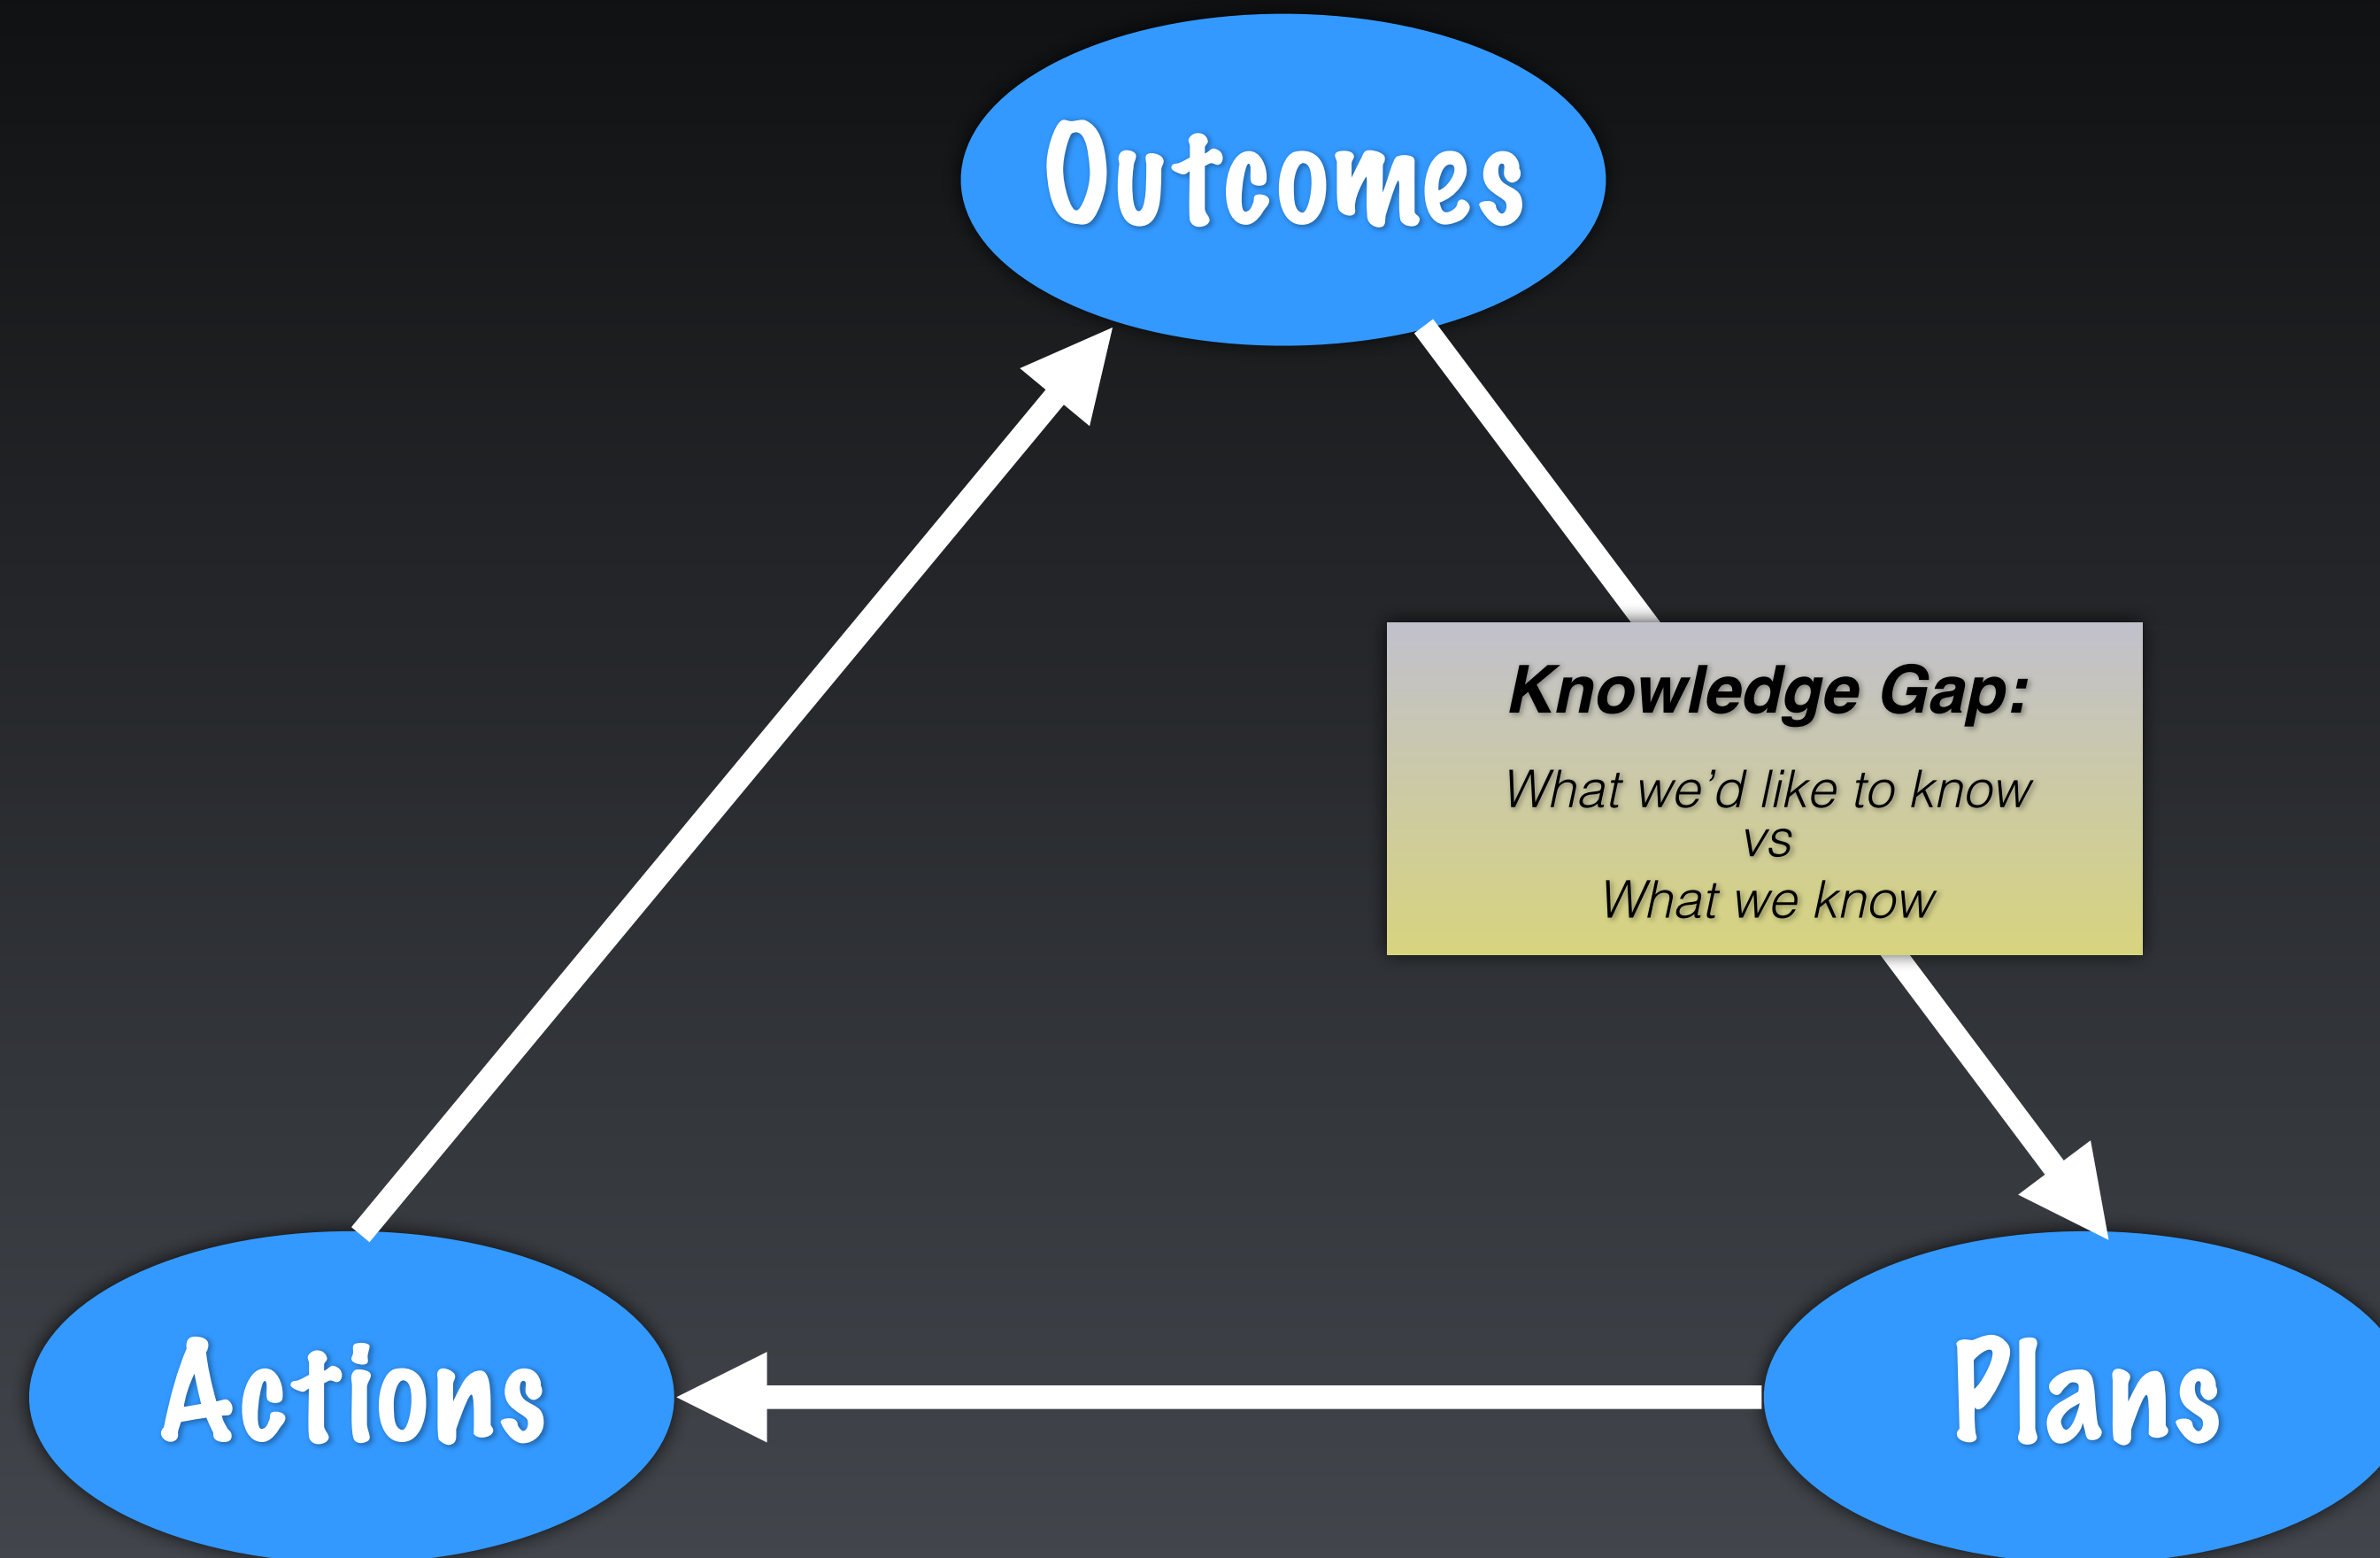 Outcomes
Knowledge Gap:
What we’d like to know
vs
What we know
Actions
Plans